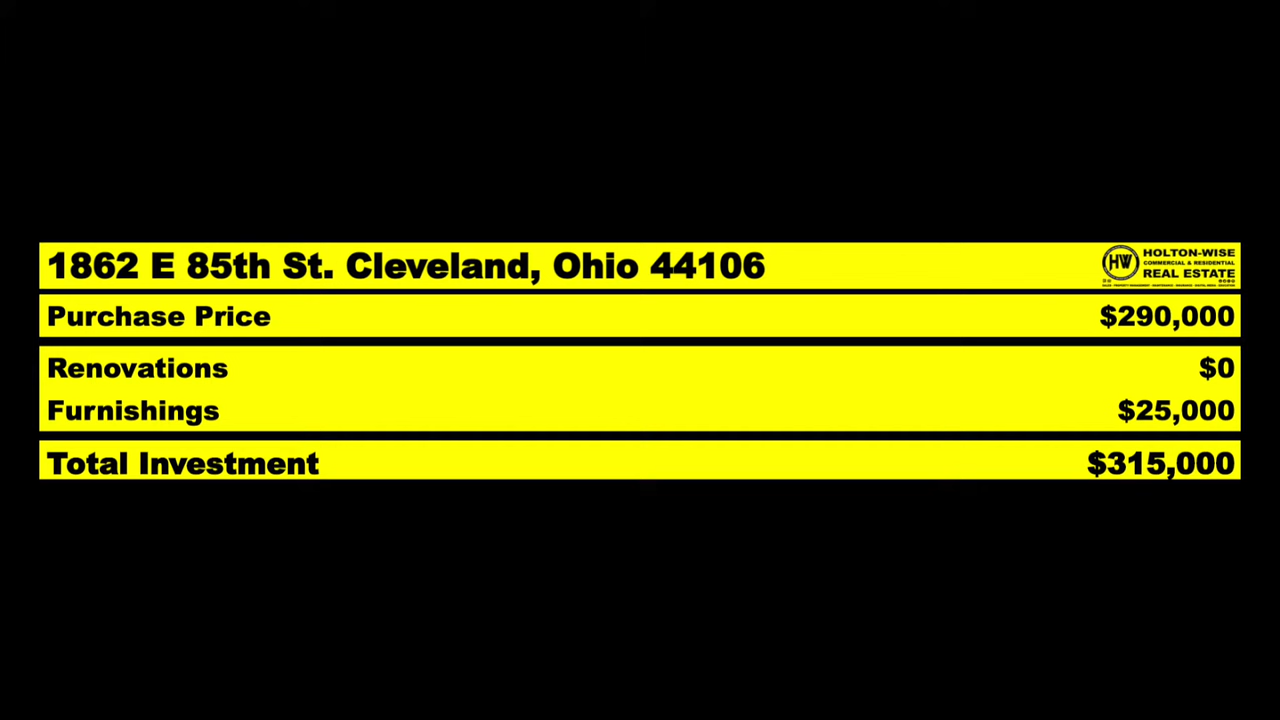 1862 E 85th St. Cleveland, Ohio 44106
HW
HOLTON-WISE
COMMERCIAL & RESIDENTIAL
REAL ESTATE
Purchase Price $290,000
Renovations $0
Furnishings $25,000
Total Investment $315,000